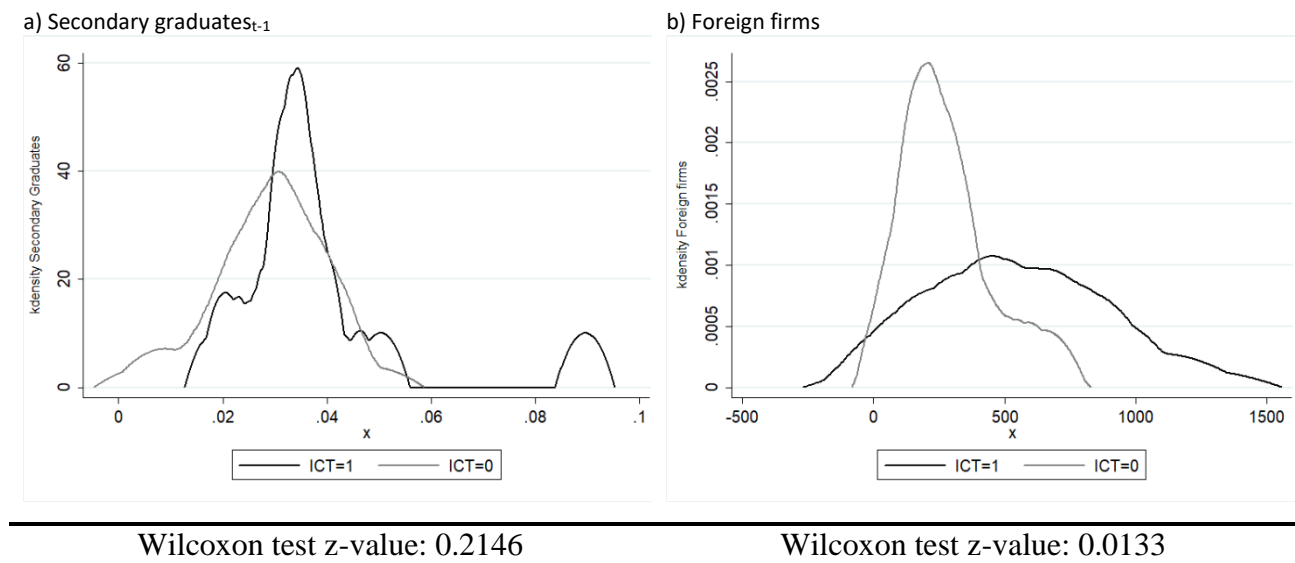 a) Secondary graduatest-1
kdensity Secondary Graduates
60
40
20
0
0
.02
.04
.06
.08
.1
x
ICT=1
ICT=0
b) Foreign firms
kdensity Foreign firms
.0025
.002
.0015
.001
.0005
0
-500
0
500
1000
1500
x
ICT=1
ICT=0
Wilcoxon test z-value: 0.2146
Wilcoxon test z-value: 0.0133